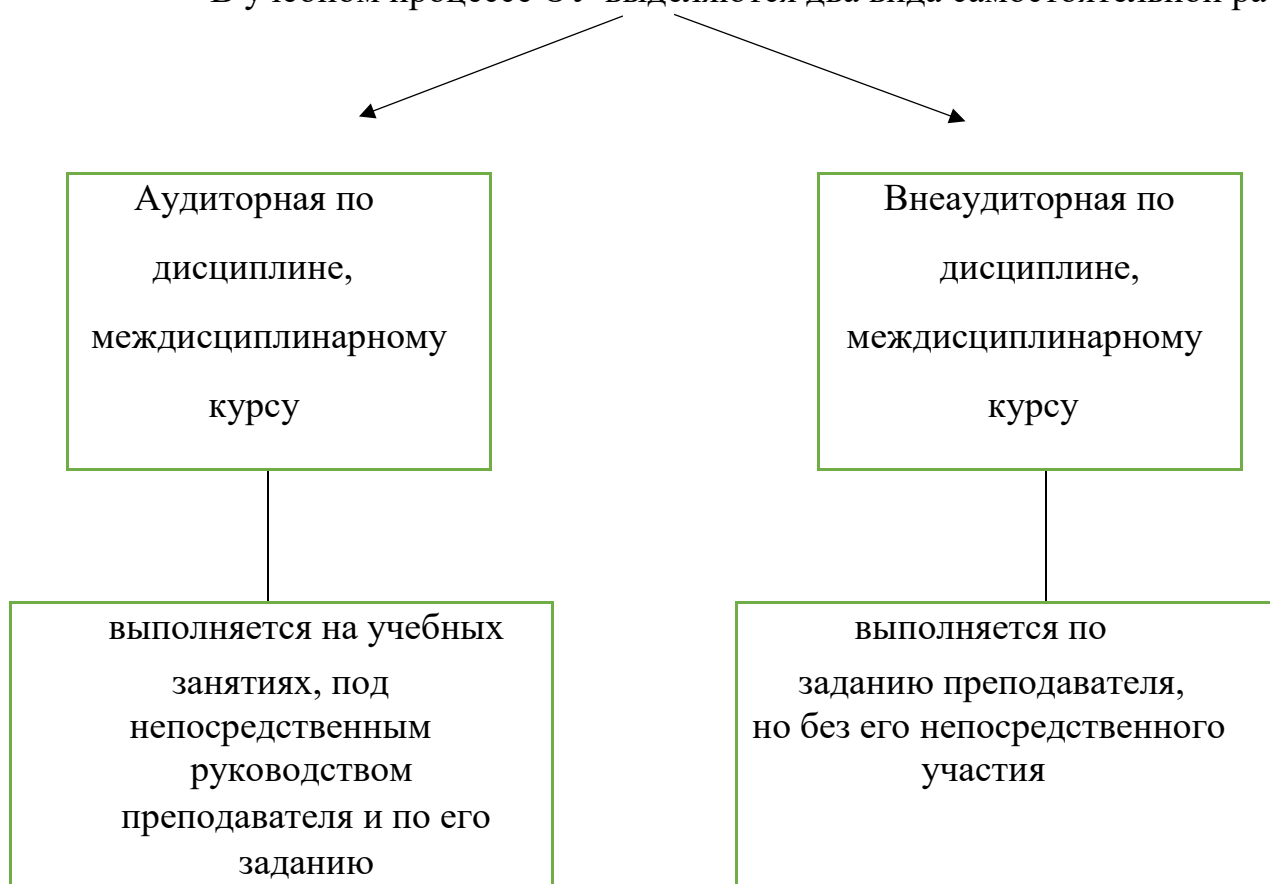 В учебном процессе ОУ выделяются два вида самостоятельной
Аудиторная по
дисциплине,
междисциплинарному
курсу
Внеаудиторная по
дисциплине,
междисциплинарному
курсу
выполняется на учебных
занятиях, под
непосредственным
руководством
преподавателя и по его
заданию
выполняется по
заданию преподавателя,
но без его непосредственного
участия